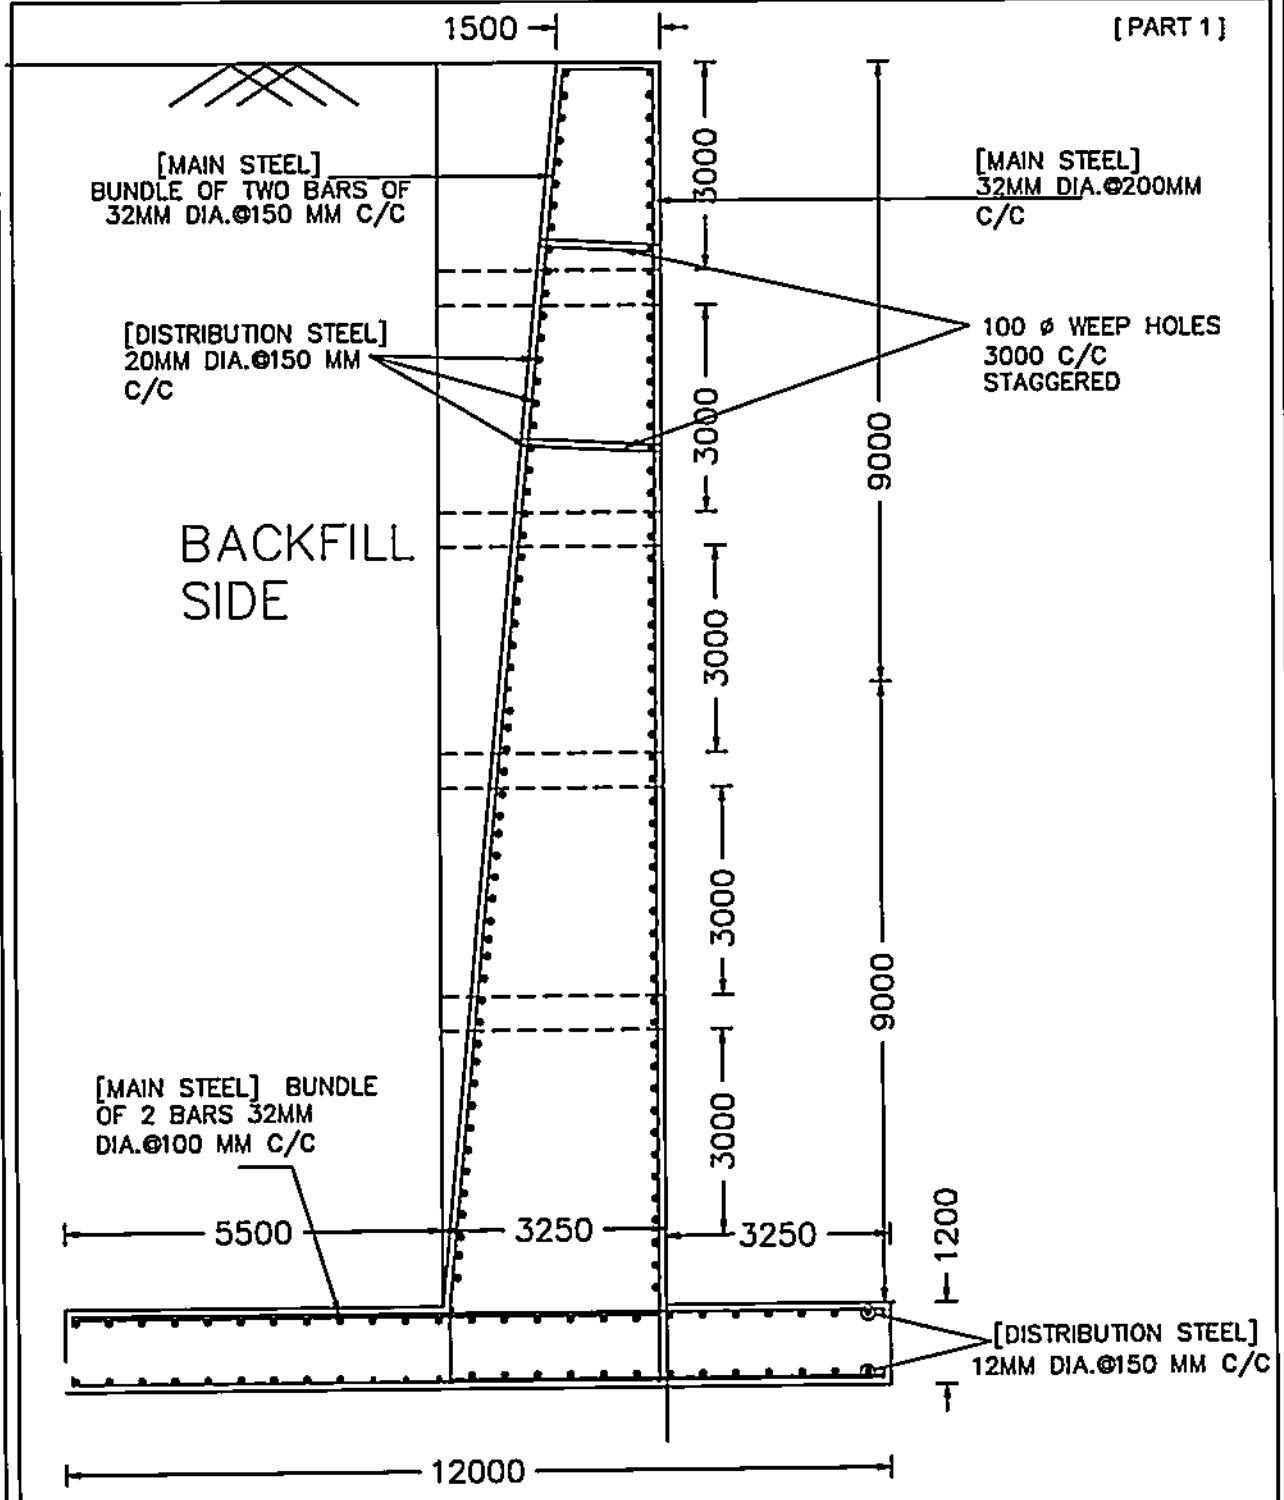 1500
[PART 1]
[MAIN STEEL]
BUNDLE OF TWO BARS OF
32MM DIA.@150 MM C/C
3000
[MAIN STEEL]
32MM DIA.@200MM
C/C
[DISTRIBUTION STEEL]
20MM DIA.@150 MM
C/C
100 ø WEEP HOLES
3000 C/C
STAGGERED
3000
9000
BACKFILL
SIDE
3000
3000
9000
[MAIN STEEL] BUNDLE
OF 2 BARS 32MM
DIA.@100 MM C/C
3000
5500
3250
3250
1200
[DISTRIBUTION STEEL]
12MM DIA.@150 MM C/C
12000